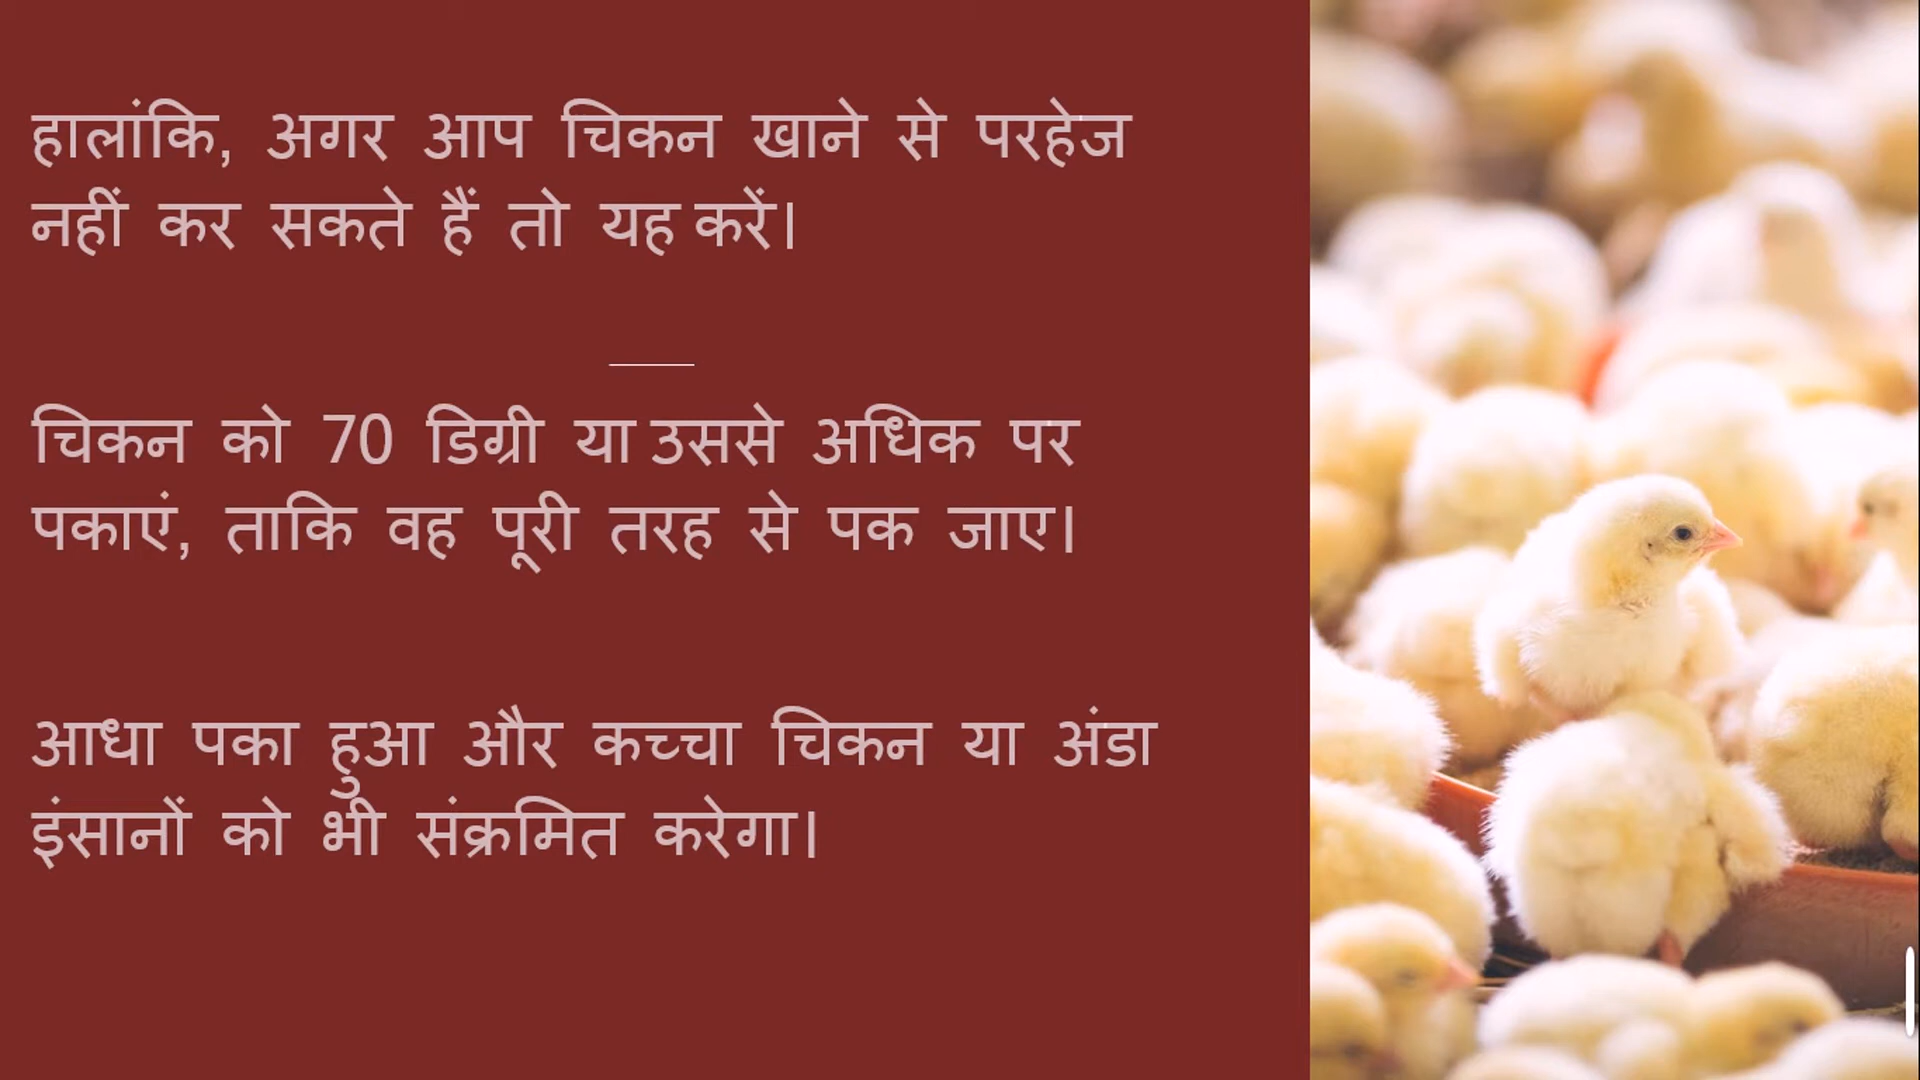 हालांकि, अगर आप चिकन खाने से परहेज
नहीं कर सकते हैं तो यह करें।
चिकन को 70 डिग्री या उससे अधिक पर
पकाएं, ताकि वह पूरी तरह से पक जाए।
आधा पका हुआ और कच्चा चिकन या अंडा
इंसानों को भी संक्रमित करेगा।